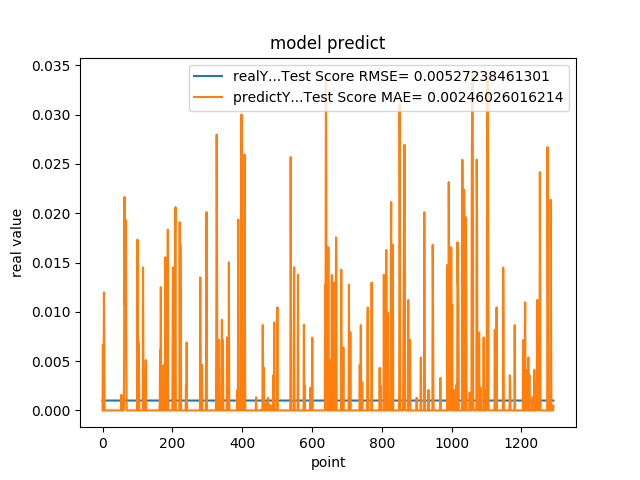 model predict
realY...Test Score RMSE= 0.00527238461301
predictY...Test Score MAE= 0.00246026016214
real value
0.035
0.030
0.025
0.020
0.015
0.010
0.005
0.000
0 200 400 600 800 1000 1200
point